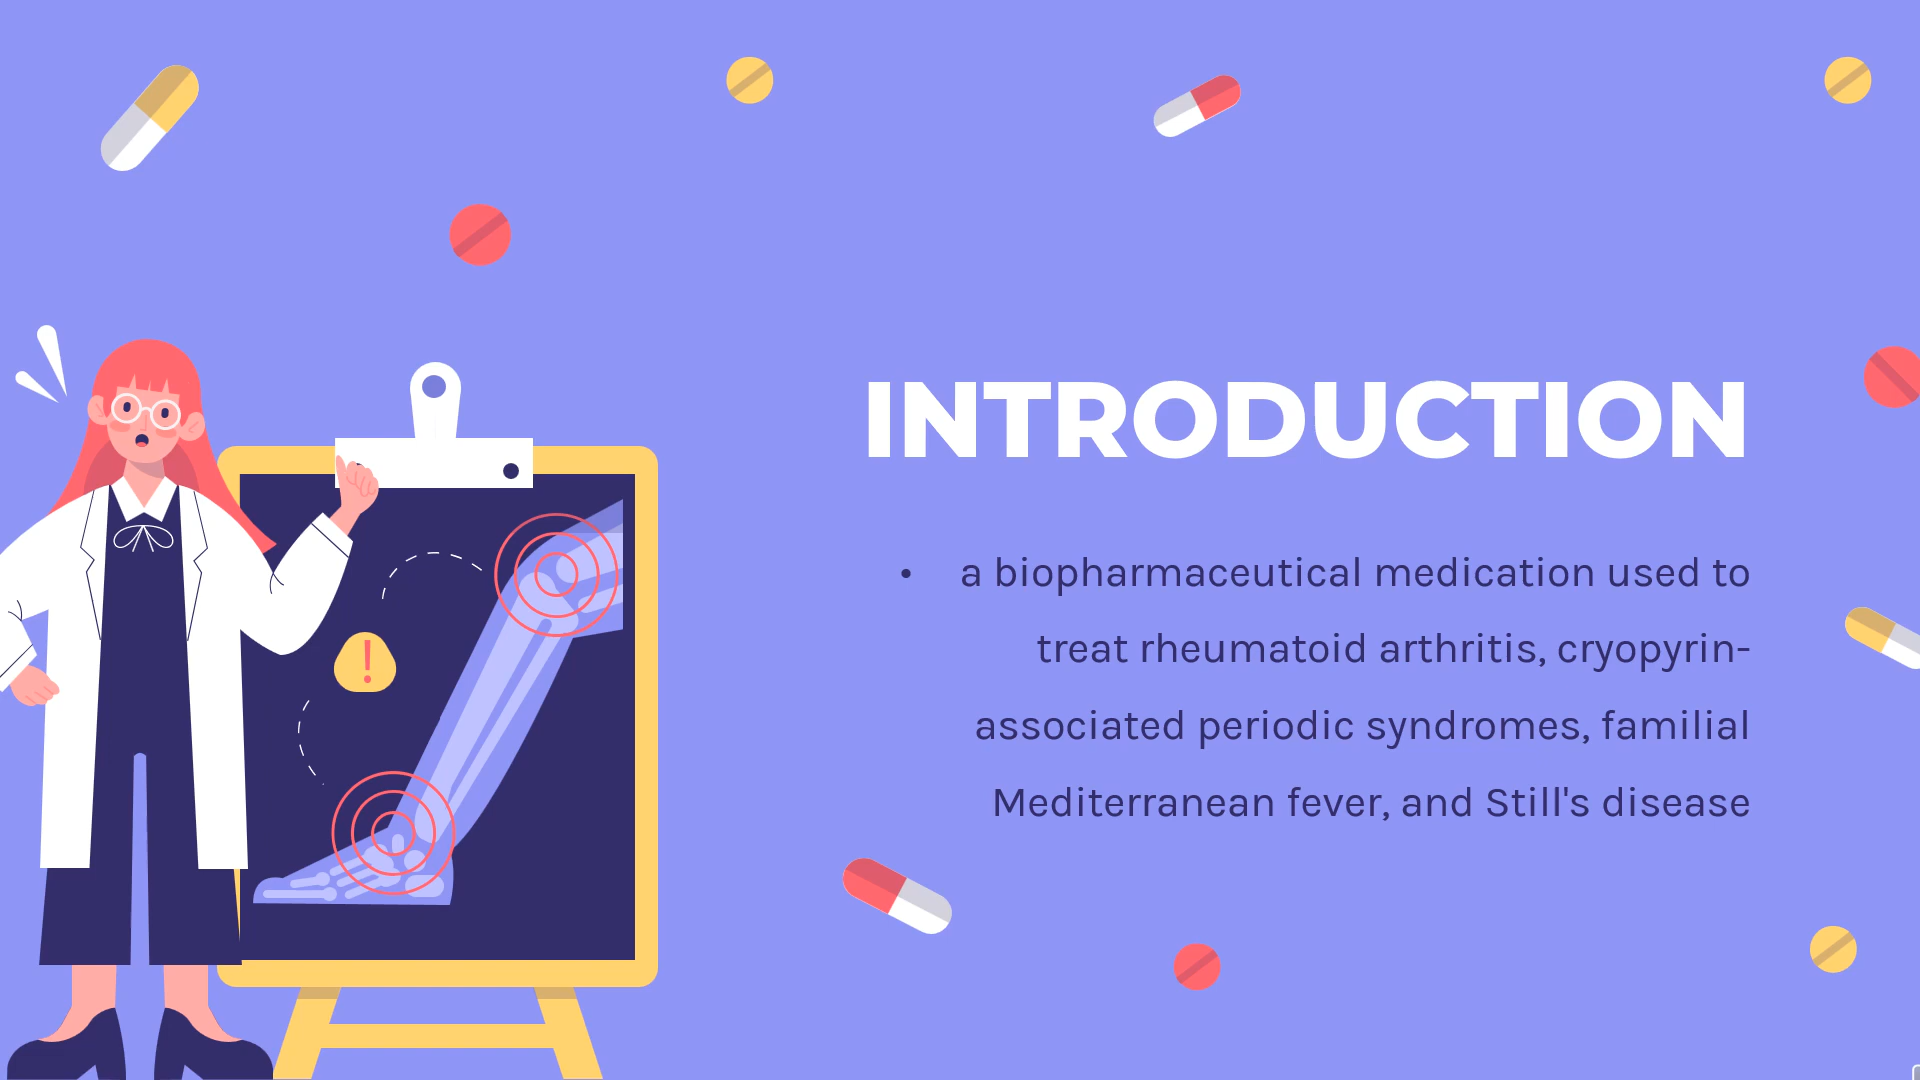 INTRODUCTION
• a biopharmaceutical medication used to
treat rheumatoid arthritis, cryopyrin-
associated periodic syndromes, familial
Mediterranean fever, and Still's disease
!